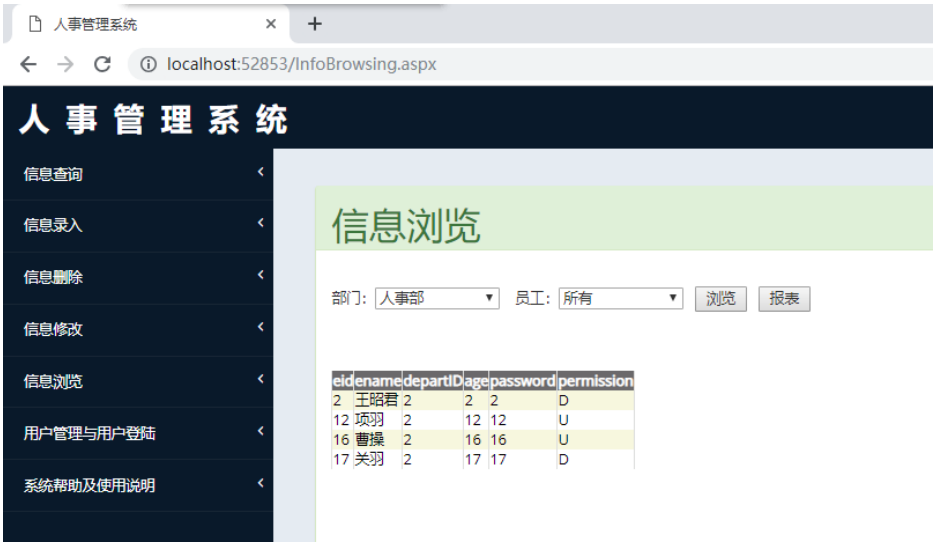 人事管理系统
localhost:52853/InfoBrowsing.aspx
人事管理系统
信息查询
信息录入
信息删除
信息修改
信息浏览
用户管理与用户登陆
系统帮助及使用说明
信息浏览
部门: 人事部 员工: 所有 浏览 报表
eid ename departID age password permission
2 王昭君 2 2 2 D
12 项羽 2 12 12 U
16 曹操 2 16 16 U
17 关羽 2 17 17 D